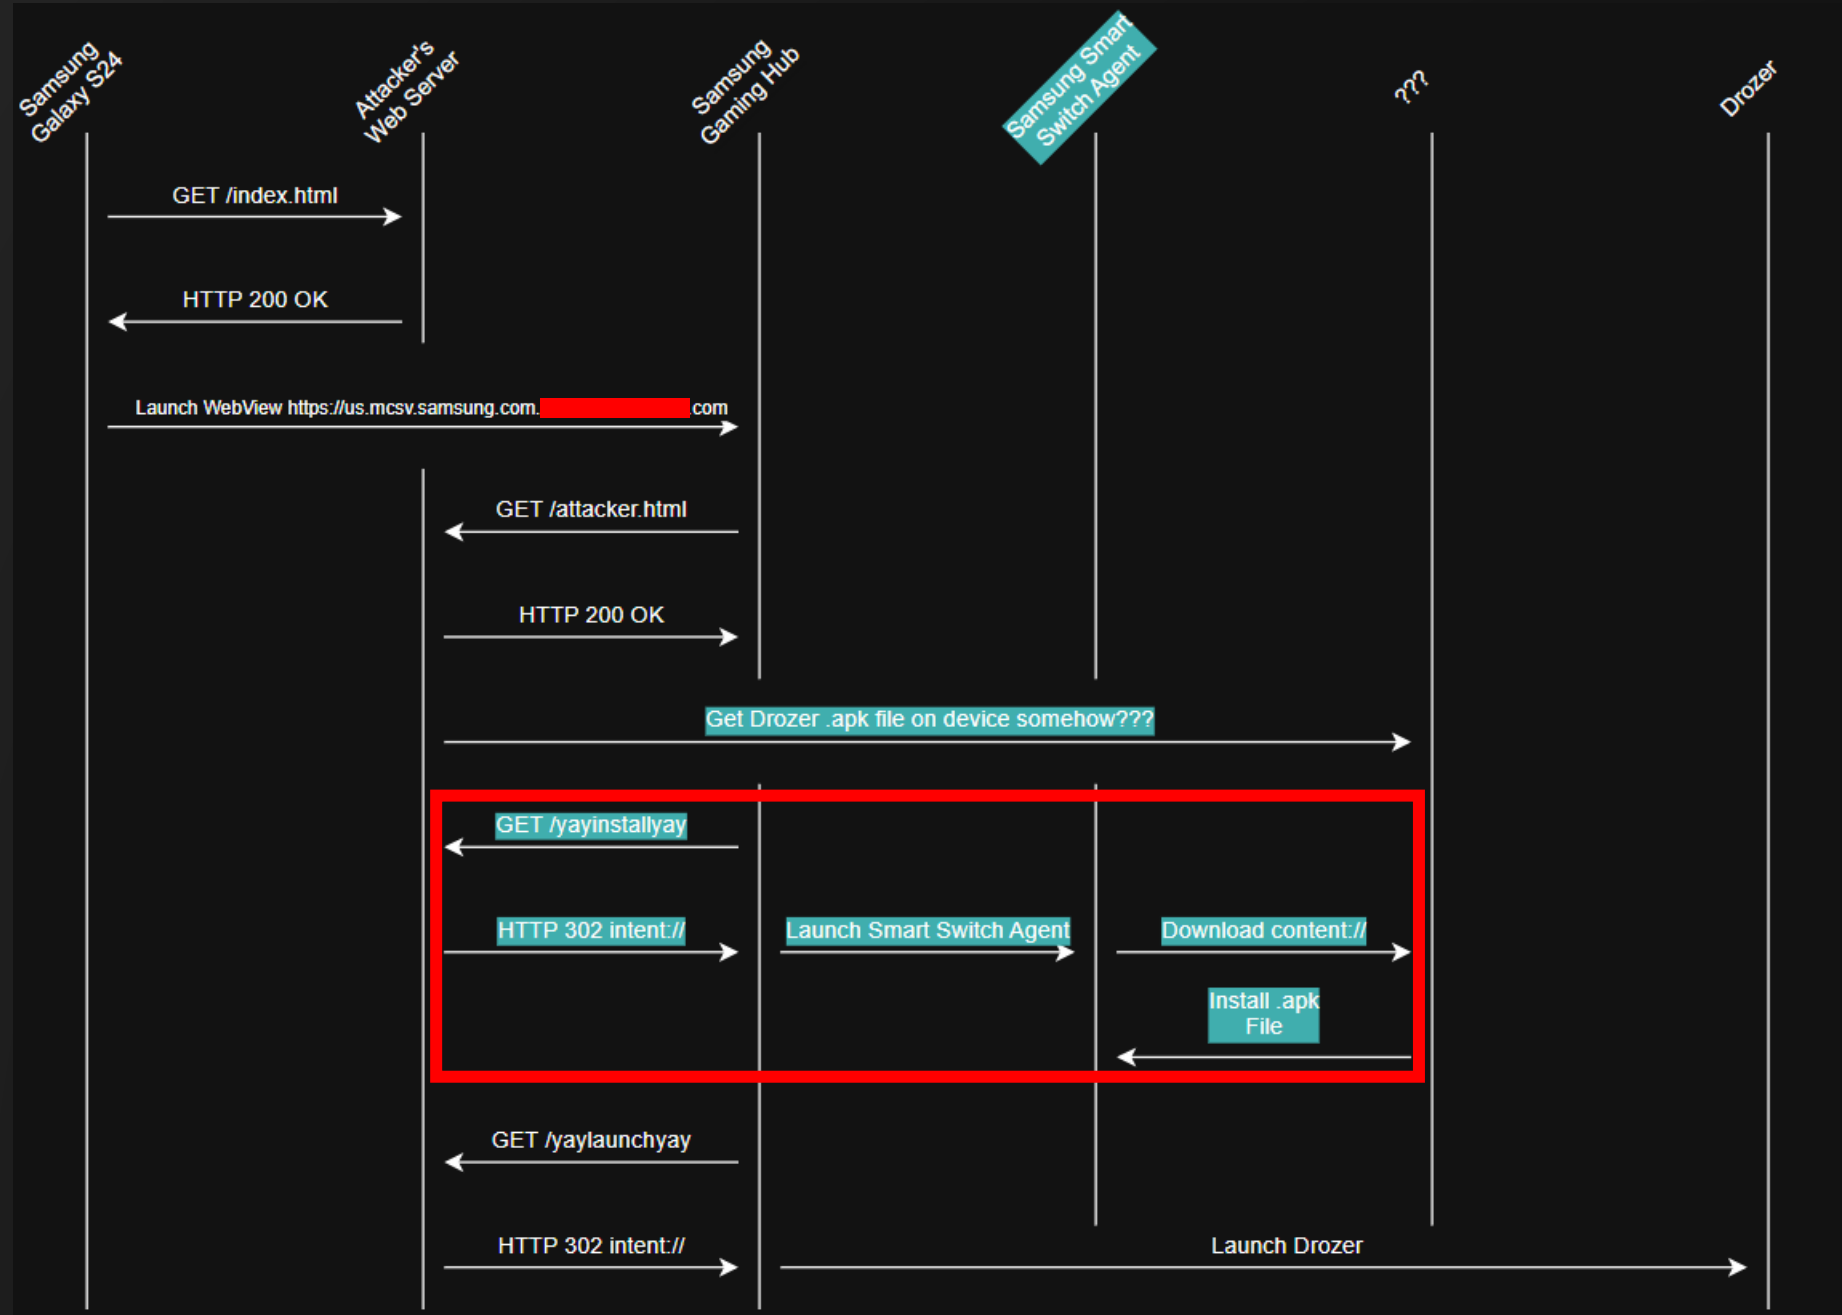 Samsung
Galaxy S24
Attacker's
Web Server
Samsung
Gaming Hub
Samsung Smart
Switch Agent
???
Drozer
GET /index.html
HTTP 200 OK
Launch WebView https://us.mcsv.samsung.com. .com
GET /attacker.html
HTTP 200 OK
Get Drozer .apk file on device somehow???
GET /yayinstallyay
HTTP 302 intent://
Launch Smart Switch Agent
Download content://
Install .apk
File
GET /yaylaunchyay
HTTP 302 intent://
Launch Drozer